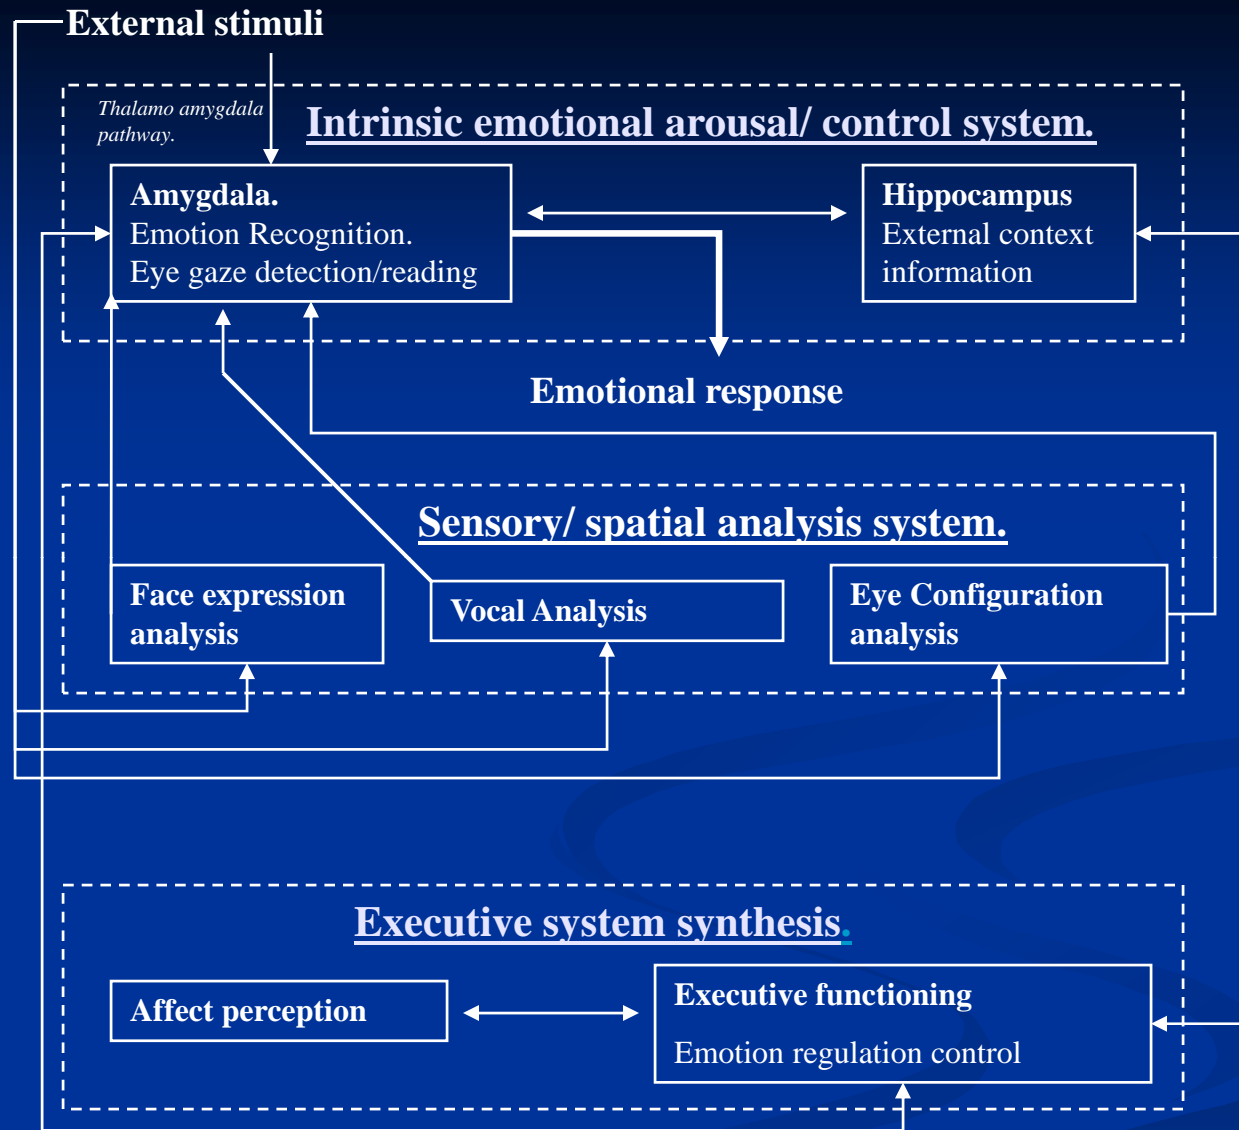 External stimuli
Thalamo amygdala
pathway.
Intrinsic emotional arousal/ control system.
Amygdala.
Emotion Recognition.
Eye gaze detection/reading
Hippocampus
External context
information
Emotional response
Sensory/ spatial analysis system.
Face expression
analysis
Vocal Analysis
Eye Configuration
analysis
Executive system synthesis.
Affect perception
Executive functioning
Emotion regulation control